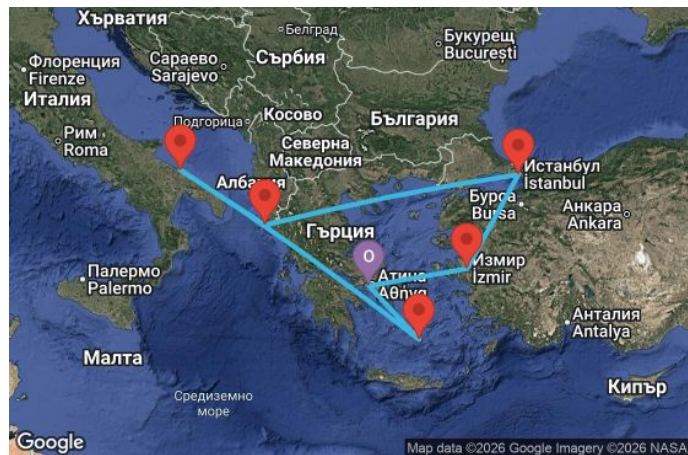 Хърватия
Белград
Букурещ
București
Флоренция
Firenze
Сараево
Sarajevo
Сърбия
Италия
Рим
Roma
Подгорица
Косово
България
Северна
Македония
Албания
Истанбул
İstanbul
Бурса
Bursa
Анкара
Ankara
Гърция
О
Атина
Αθήνα
Измир
İzmir
Палермо
Palermo
Анталия
Antalya
Малта
Средиземно
море
Кипър
Google
Map data ©2026 Google Imagery ©2026 NASA